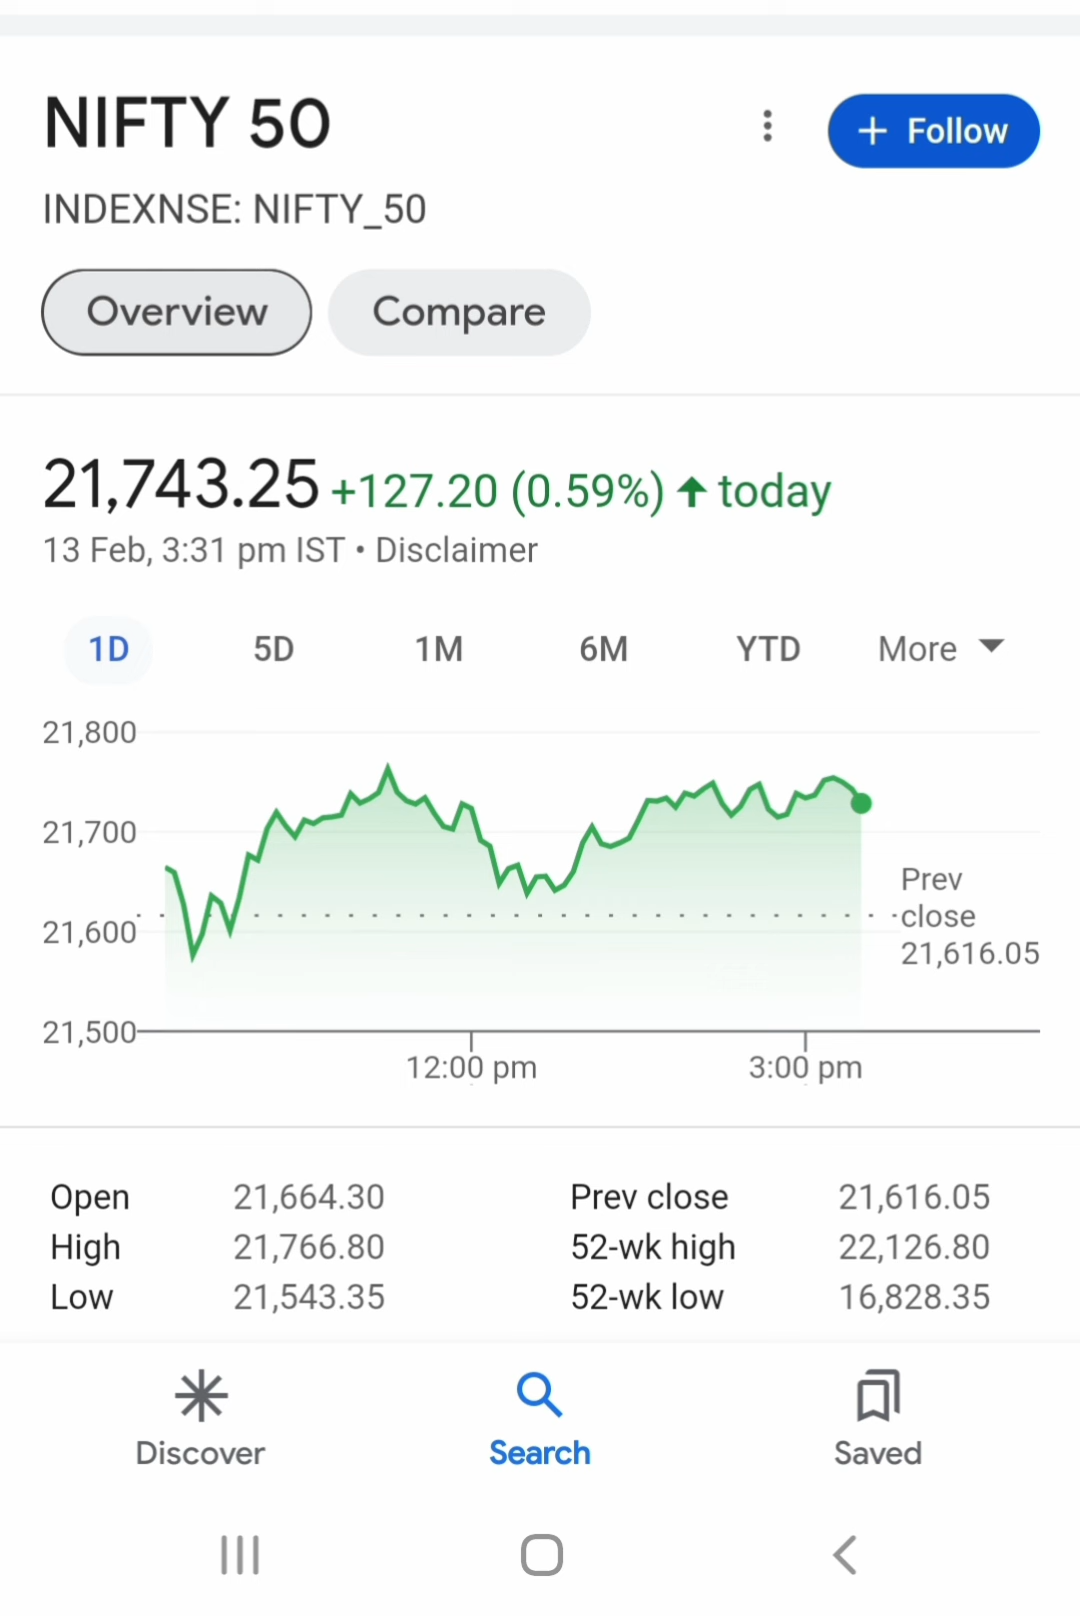 NIFTY 50
+ Follow
INDEXNSE: NIFTY_50
Overview
Compare
21,743.25 +127.20 (0.59%) ↑ today
13 Feb, 3:31 pm IST • Disclaimer
1D 5D 1M 6M YTD More
21,800
21,700
21,600
21,500
Prev
close
21,616.05
12:00 pm 3:00 pm
Open 21,664.30 Prev close 21,616.05
High 21,766.80 52-wk high 22,126.80
Low 21,543.35 52-wk low 16,828.35
Discover Search Saved